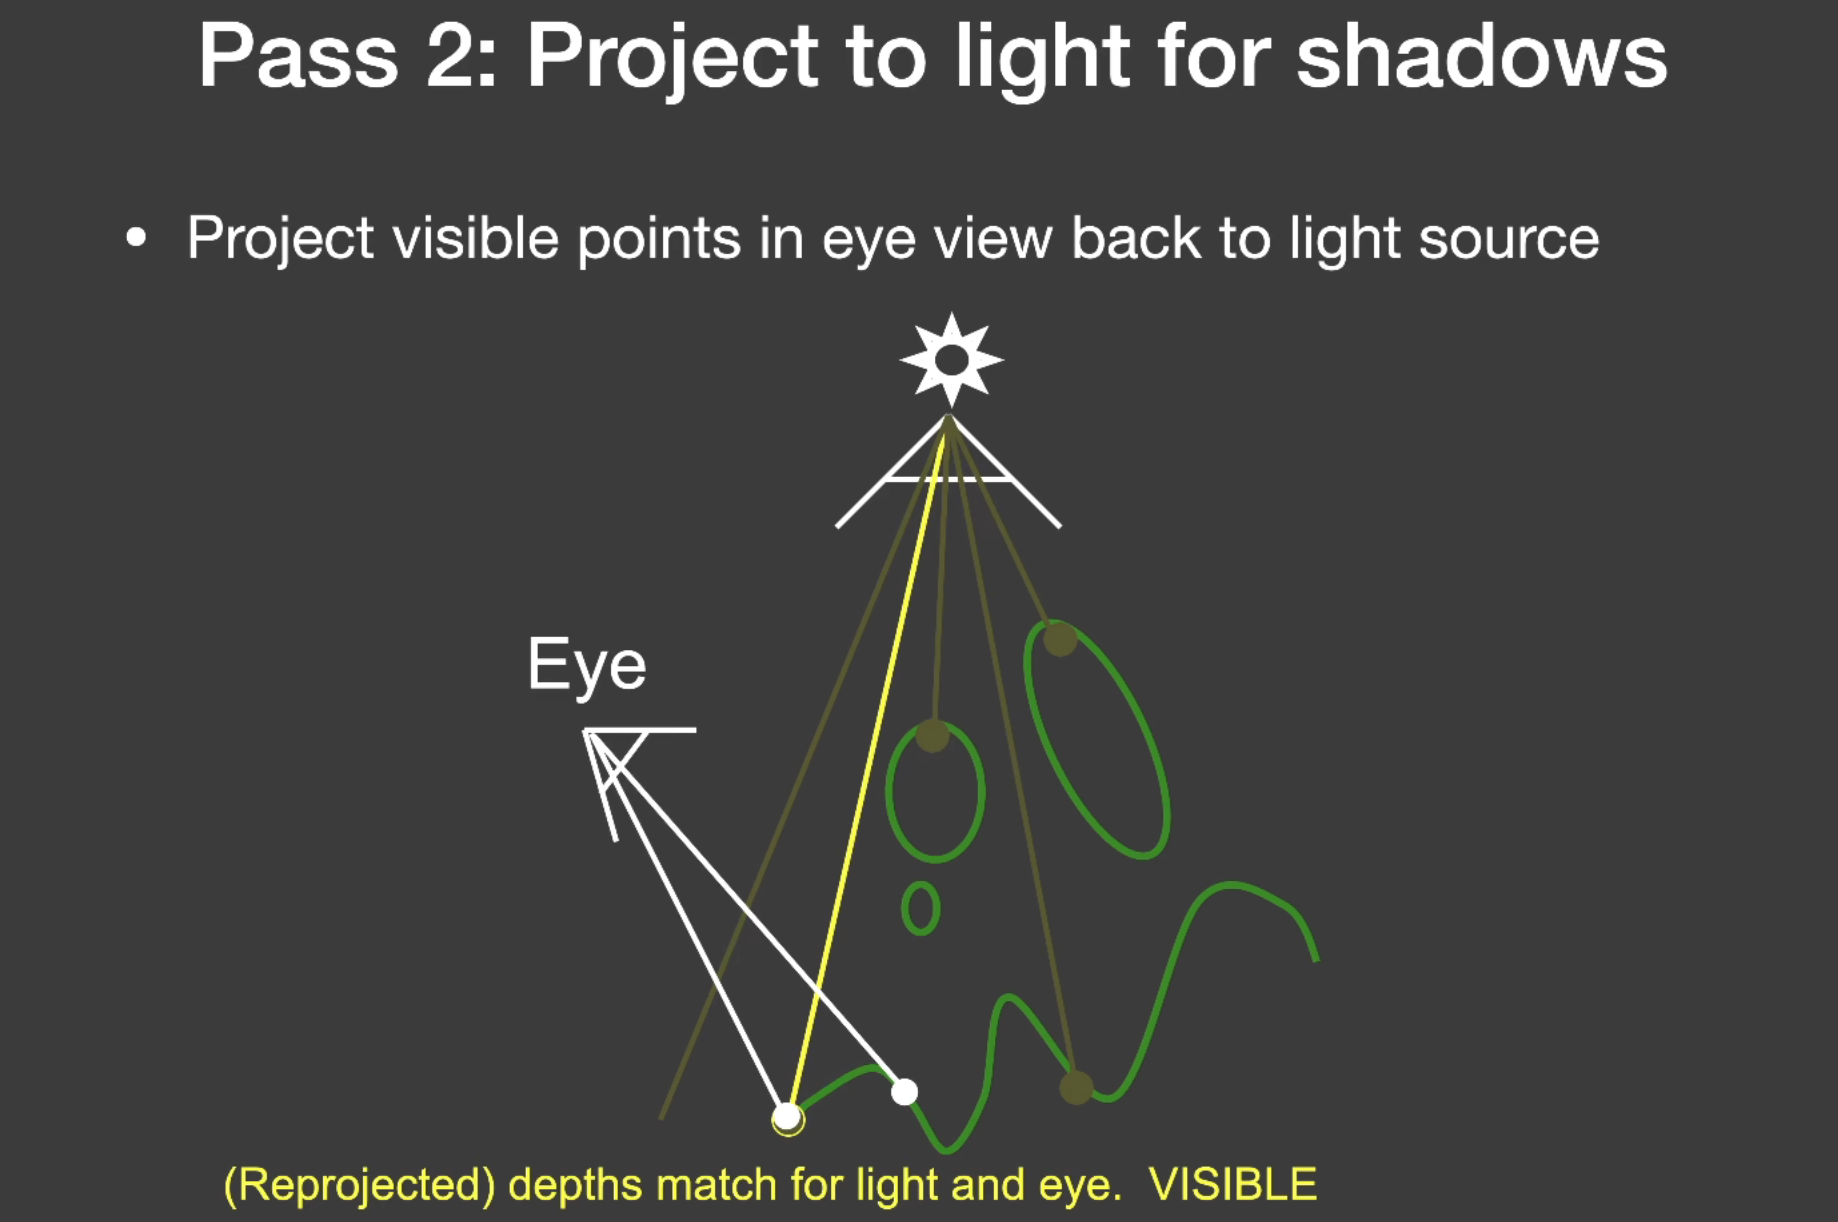 Pass 2: Project to light for shadows
• Project visible points in eye view back to light source
Eye
(Reprojected) depths match for light and eye. VISIBLE